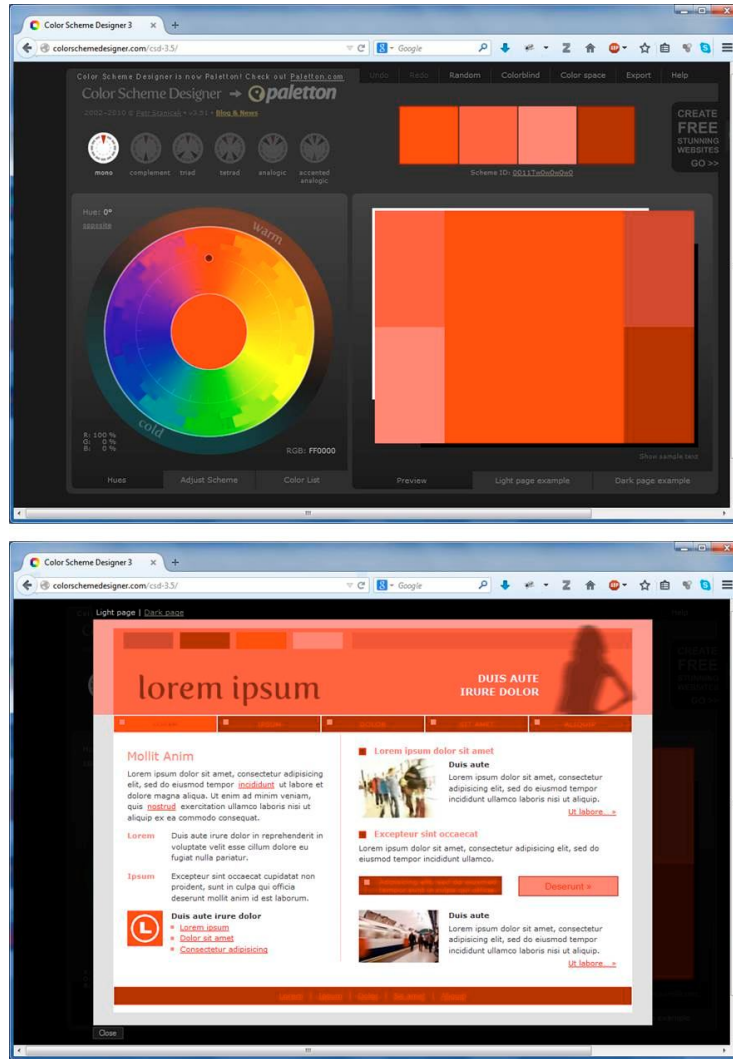 Color Scheme Designer 3
colorschemedesigner.com/csd-3.5/
Google
Color Scheme Designer is now Paletton! Check out Paletton.com
Undo Redo Random Colorblind Color space Export Help
Color Scheme Designer → paletton
Blog & News
mono complement triad tetrad analogic accented analogic
CREATE
FREE
STUNNING
WEBSITES
GO >>
Hue: 0°
opposite
Warm
cold
R: 100 %
G: 0 %
B: 0 %
RGB: FF0000
Show sample text
Hues Adjust Scheme Color List
Preview Light page example Dark page example
Color Scheme Designer 3
colorschemedesigner.com/csd-3.5/
Google
Light page | Dark page
Help
lorem ipsum
DUIS AUTE
IRURE DOLOR
Mollit Anim
Lorem ipsum dolor sit amet, consectetur adipisicing
elit, sed do eiusmod tempor incididunt ut labore et
dolore magna aliqua. Ut enim ad minim veniam,
quis nostrud exercitation ullamco laboris nisi ut
aliquip ex ea commodo consequat.
Lorem Duis aute irure dolor in reprehenderit in
voluptate velit esse cillum dolore eu
fugiat nulla pariatur.
Ipsum Excepteur sint occaecat cupidatat non
proident, sunt in culpa qui officia
deserunt mollit anim id est laborum.
Duis aute irure dolor
Lorem ipsum
Dolor sit amet
Consectetur adipisicing
Lorem ipsum dolor sit amet
Duis aute
Lorem ipsum dolor sit amet, consectetur
adipisicing elit, sed do eiusmod tempor
incididunt ut labore ullamco laboris nisi ut aliquip.
Ut labore... »
Excepteur sint occaecat
Lorem ipsum dolor sit amet, consectetur adipisicing elit, sed do
eiusmod tempor incididunt ullamco.
Deserunt »
Duis aute
Lorem ipsum dolor sit amet, consectetur
adipisicing elit, sed do eiusmod tempor
incididunt ullamco laboris nisi ut aliquip.
Ut labore... »
Close